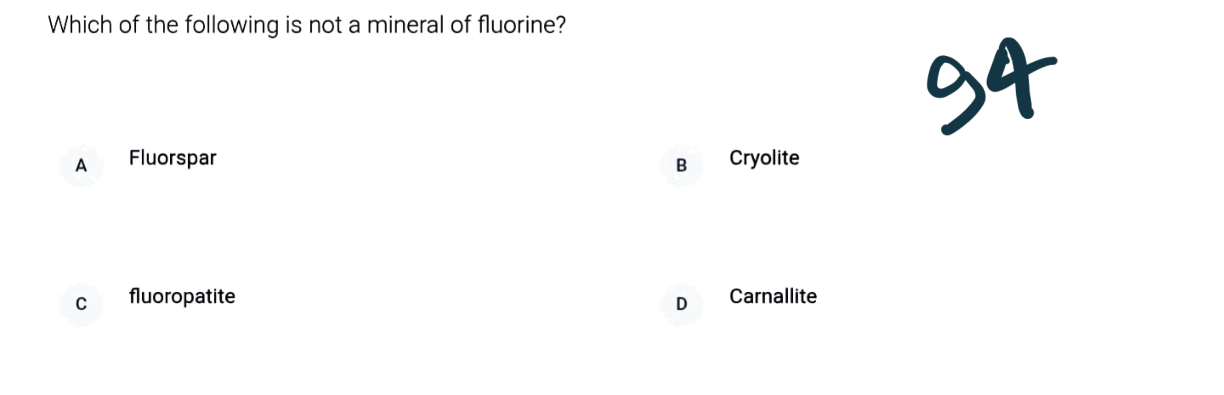 Which of the following is not a mineral of fluorine?
94
A Fluorspar
B Cryolite
C fluoropatite
D Carnallite